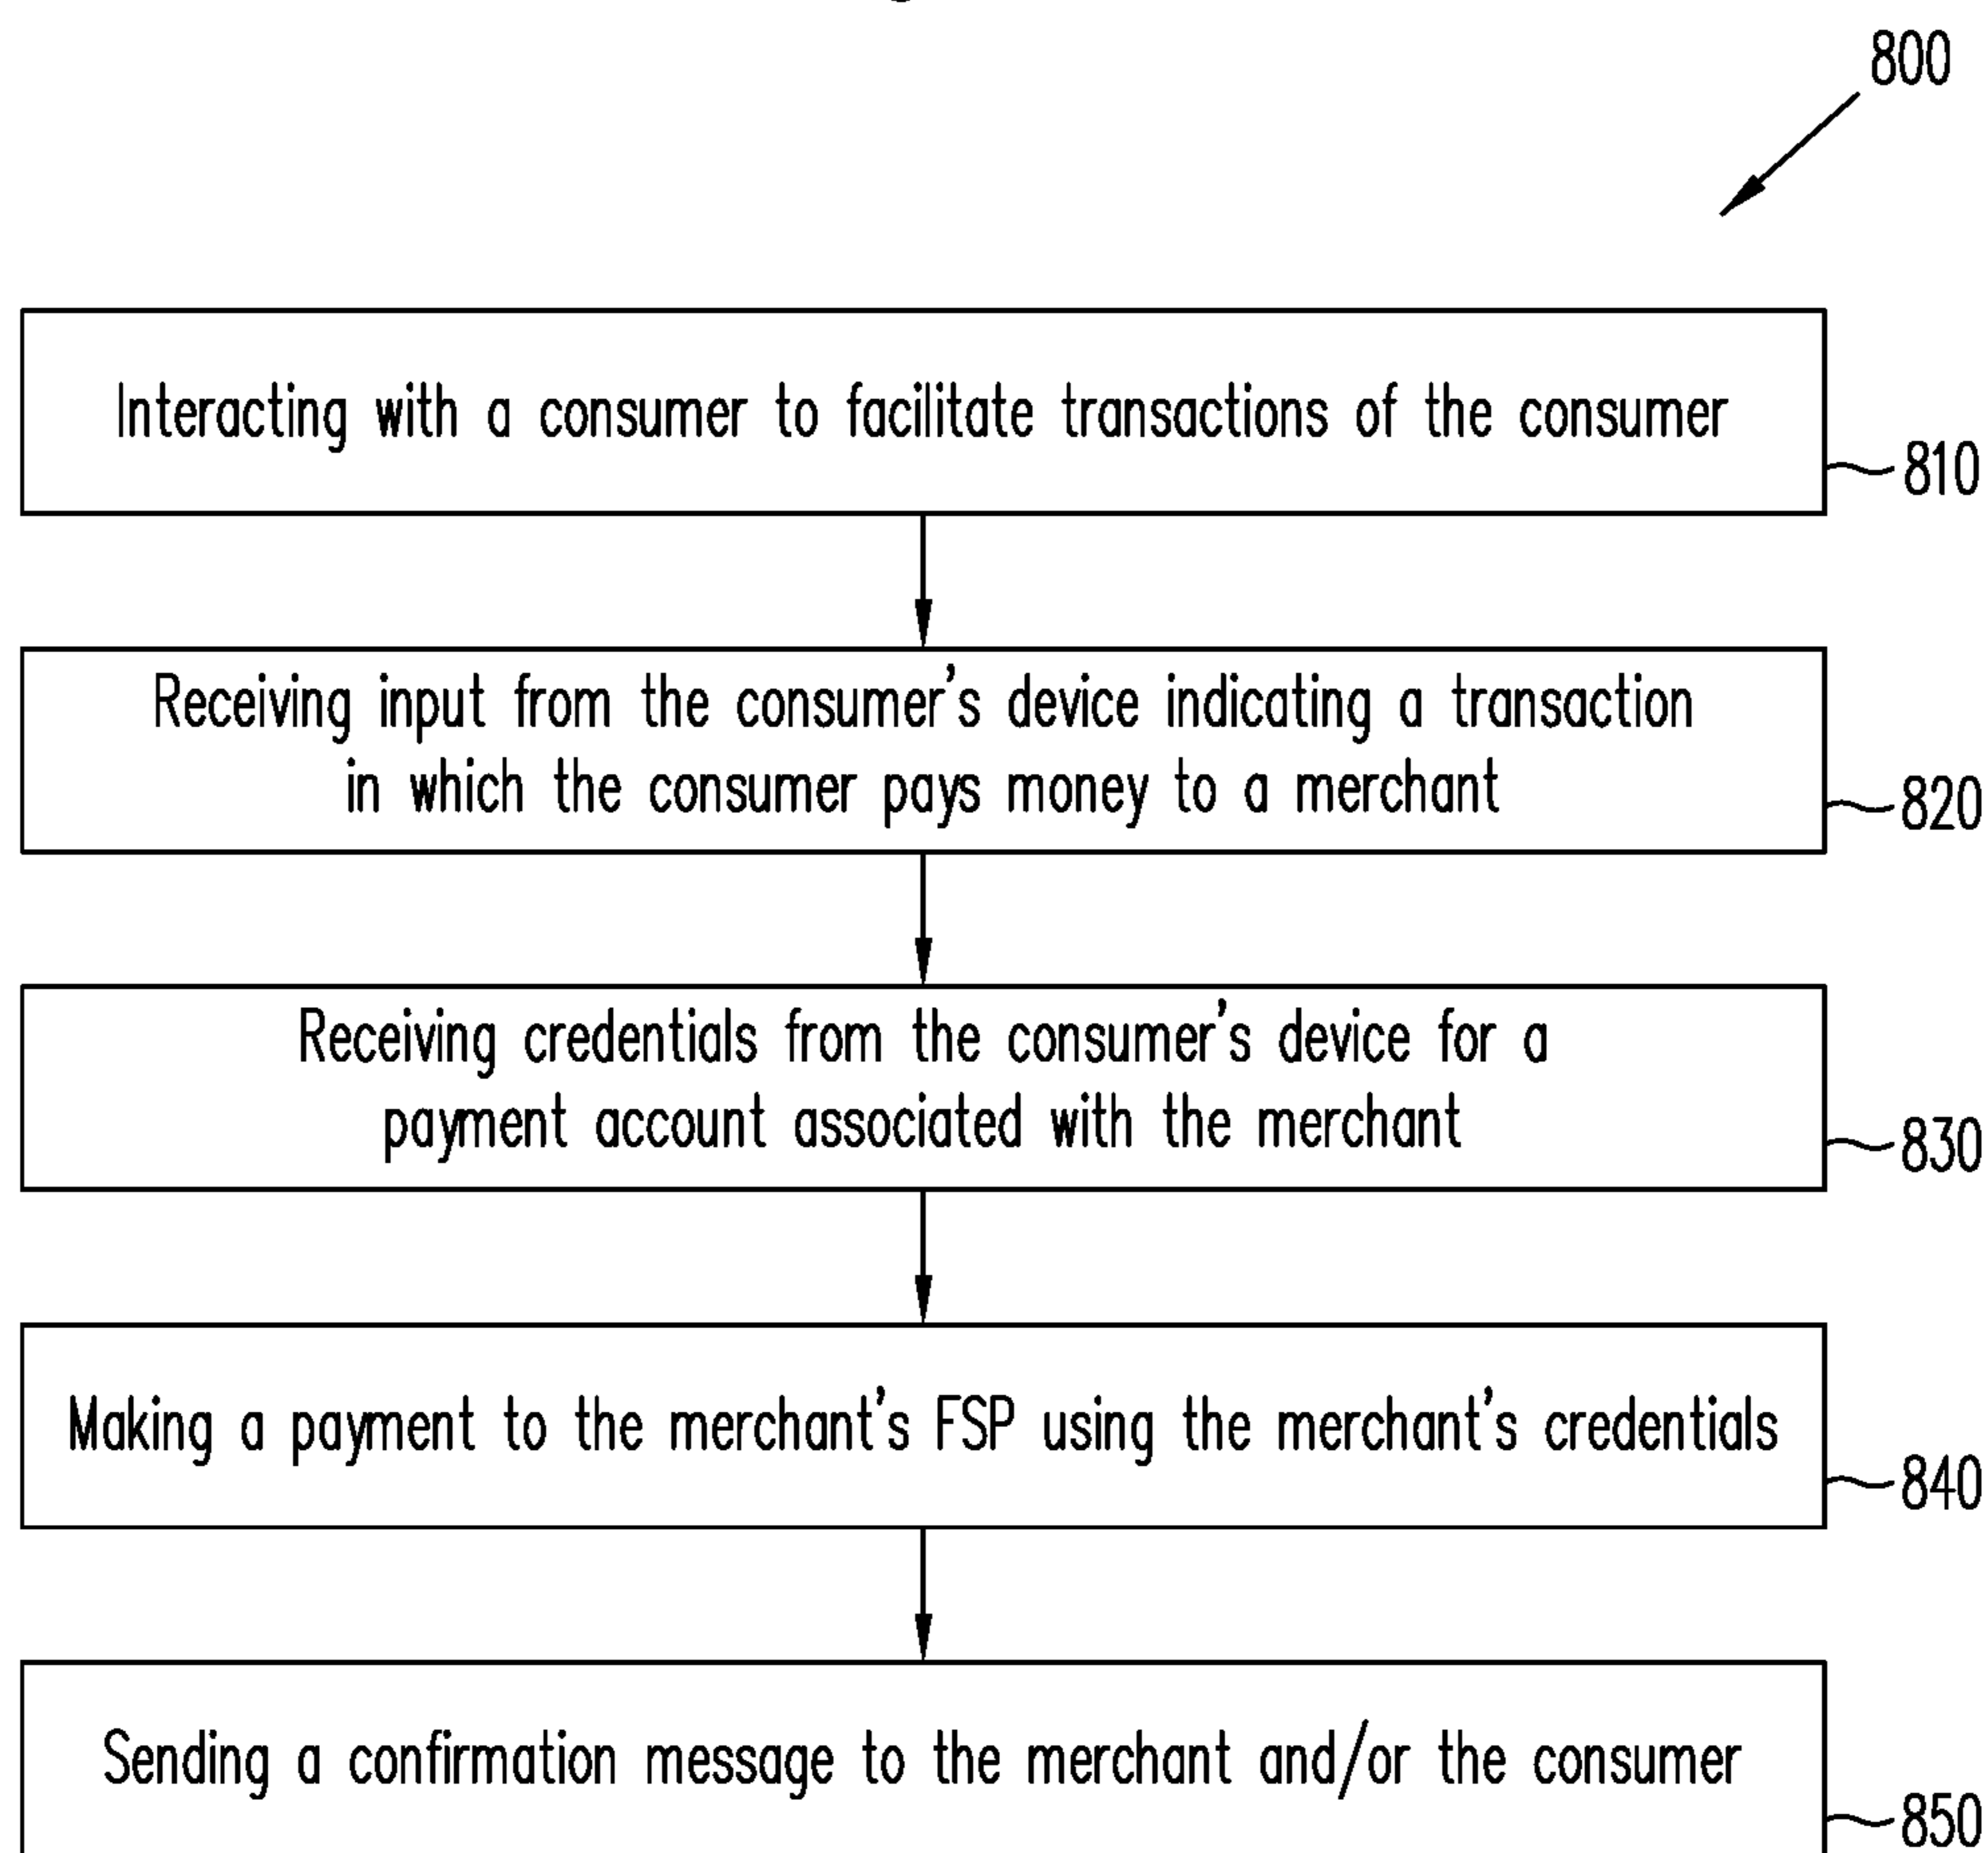 800
Interacting with a consumer to facilitate transactions of the consumer
810
Receiving input from the consumer's device indicating a transaction
in which the consumer pays money to a merchant
820
Receiving credentials from the consumer's device for a
payment account associated with the merchant
830
Making a payment to the merchant's FSP using the merchant's credentials
840
Sending a confirmation message to the merchant and/or the consumer
850